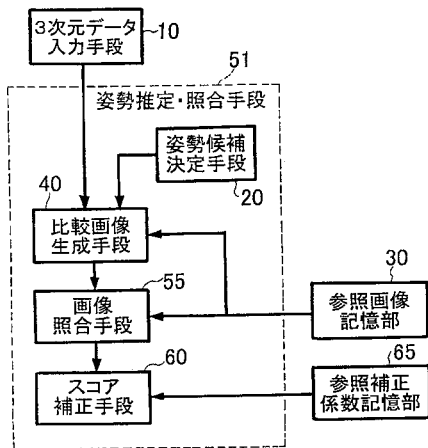 3次元データ
入力手段
10
51
姿勢推定・照合手段
姿勢候補
決定手段
20
40
比較画像
生成手段
55
画像
照合手段
30
参照画像
記憶部
60
スコア
補正手段
65
参照補正
係数記憶部